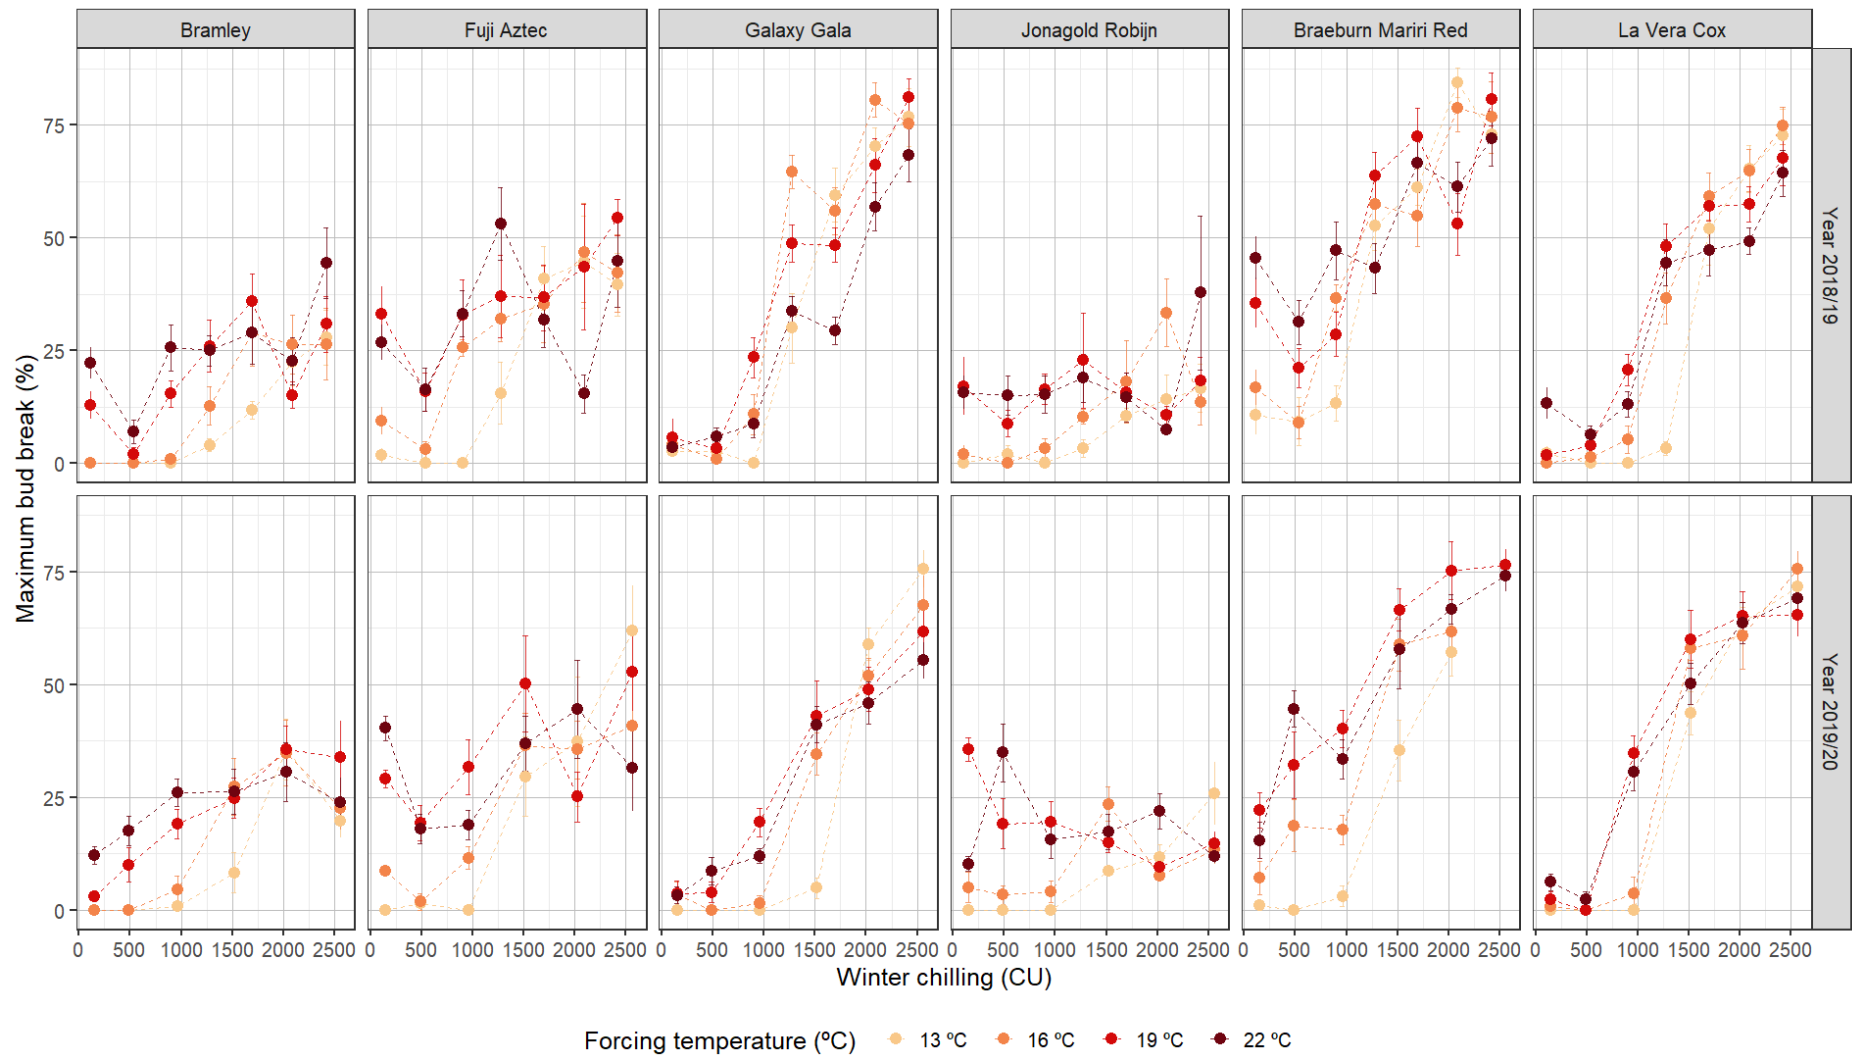 Bramley Fuji Aztec Galaxy Gala Jonagold Robijn Braeburn Mariri Red La Vera Cox
75
50
25
0
Year 2018/19
75
50
25
0
Year 2019/20
Maximum bud break (%)
0 500 1000 1500 2000 2500 0 500 1000 1500 2000 2500 0 500 1000 1500 2000 2500 0 500 1000 1500 2000 2500 0 500 1000 1500 2000 2500 0 500 1000 1500 2000 2500
Winter chilling (CU)
Forcing temperature (ºC) 13 ºC 16 ºC 19 ºC 22 ºC